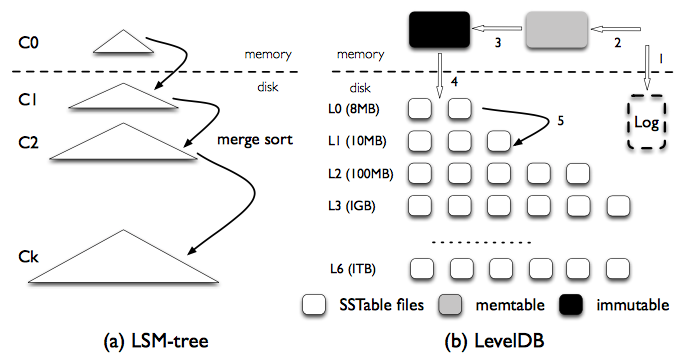 C0
memory
disk
C1
C2
merge sort
Ck
(a) LSM-tree
3
2
memory
1
disk
4
L0 (8MB)
5
Log
L1 (10MB)
L2 (100MB)
L3 (1GB)
..............
L6 (1TB)
SSTable files
memtable
immutable
(b) LevelDB